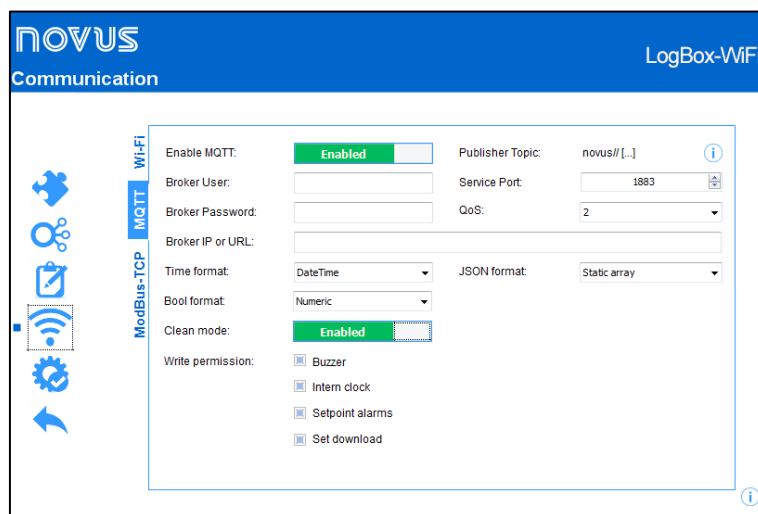 novus
LogBox-WiFi
Communication
Wi-Fi
MQTT
ModBus-TCP
Enable MQTT: Enabled Publisher Topic: novus// [...] i
Broker User: Service Port: 1883
Broker Password: QoS: 2
Broker IP or URL:
Time format: DateTime JSON format: Static array
Bool format: Numeric
Clean mode: Enabled
Write permission: Buzzer
Intern clock
Setpoint alarms
Set download
i